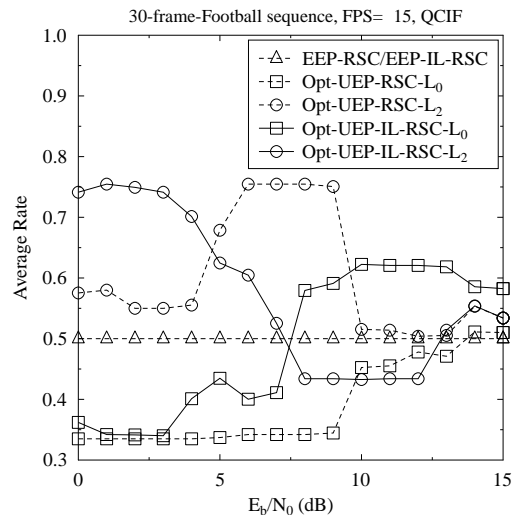 30-frame-Football sequence, FPS= 15, QCIF
EEP-RSC/EEP-IL-RSC
Opt-UEP-RSC-L0
Opt-UEP-RSC-L2
Opt-UEP-IL-RSC-L0
Opt-UEP-IL-RSC-L2
Average Rate
1.0
0.9
0.8
0.7
0.6
0.5
0.4
0.3
0 5 10 15
Eb/N0 (dB)